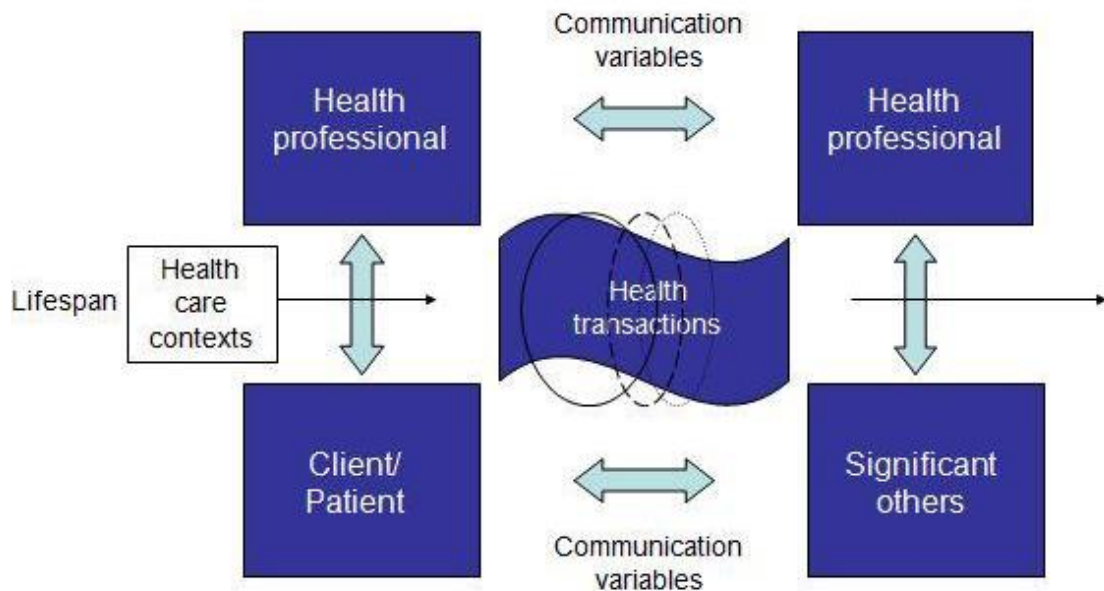 Communication
variables
Health
professional
Health
professional
Lifespan
Health
care
contexts
Health
transactions
Client/
Patient
Significant
others
Communication
variables